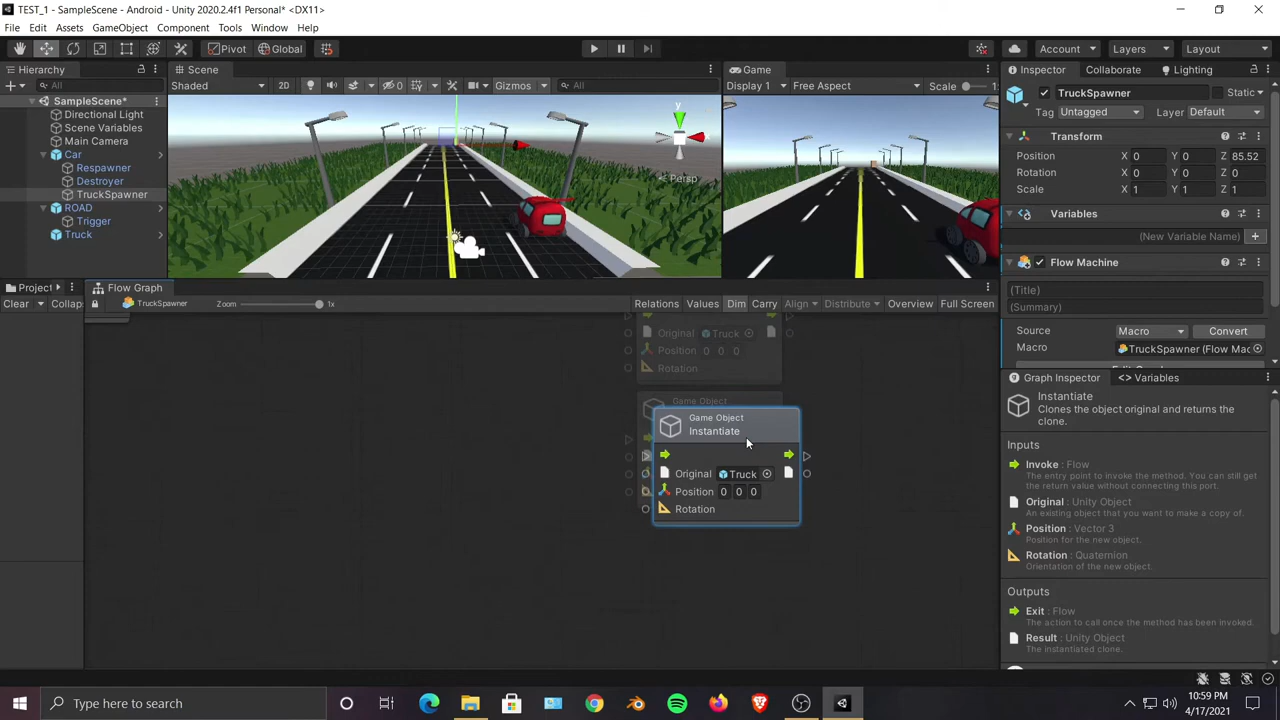 TEST_1 - SampleScene - Android - Unity 2020.2.4f1 Personal* <DX11>
File Edit Assets GameObject Component Tools Window Help
Pivot Global Account Layers Layout
Hierarchy
All
SampleScene*
Directional Light
Scene Variables
Main Camera
Car
Respawner
Destroyer
TruckSpawner
ROAD
Trigger
Truck
Scene
Shaded 2D 0 Gizmos All
y
x
Persp
Game
Display 1 Free Aspect Scale 1:
Inspector Collaborate Lighting
TruckSpawner Static
Tag Untagged Layer Default
Transform
Position X 0 Y 0 Z 85.52
Rotation X 0 Y 0 Z 0
Scale X 1 Y 1 Z 1
Variables
(New Variable Name)
Flow Machine
(Title)
(Summary)
Source Macro Convert
Macro TruckSpawner (Flow Mac
Project
Clear Collaps
Flow Graph
TruckSpawner Zoom 1x Relations Values Dim Carry Align Distribute Overview Full Screen
Original Truck
Position 0 0 0
Rotation
Game Object
Game Object
Instantiate
Original Truck
Position 0 0 0
Rotation
Graph Inspector <> Variables
Instantiate
Clones the object original and returns the
clone.
Inputs
Invoke : Flow
The entry point to invoke the method. You can still get
the return value without connecting this port.
Original : Unity Object
An existing object that you want to make a copy of.
Position : Vector 3
Position for the new object.
Rotation : Quaternion
Orientation of the new object.
Outputs
Exit : Flow
The action to call once the method has been invoked.
Result : Unity Object
The instantiated clone.
Type here to search
10:59 PM
4/17/2021